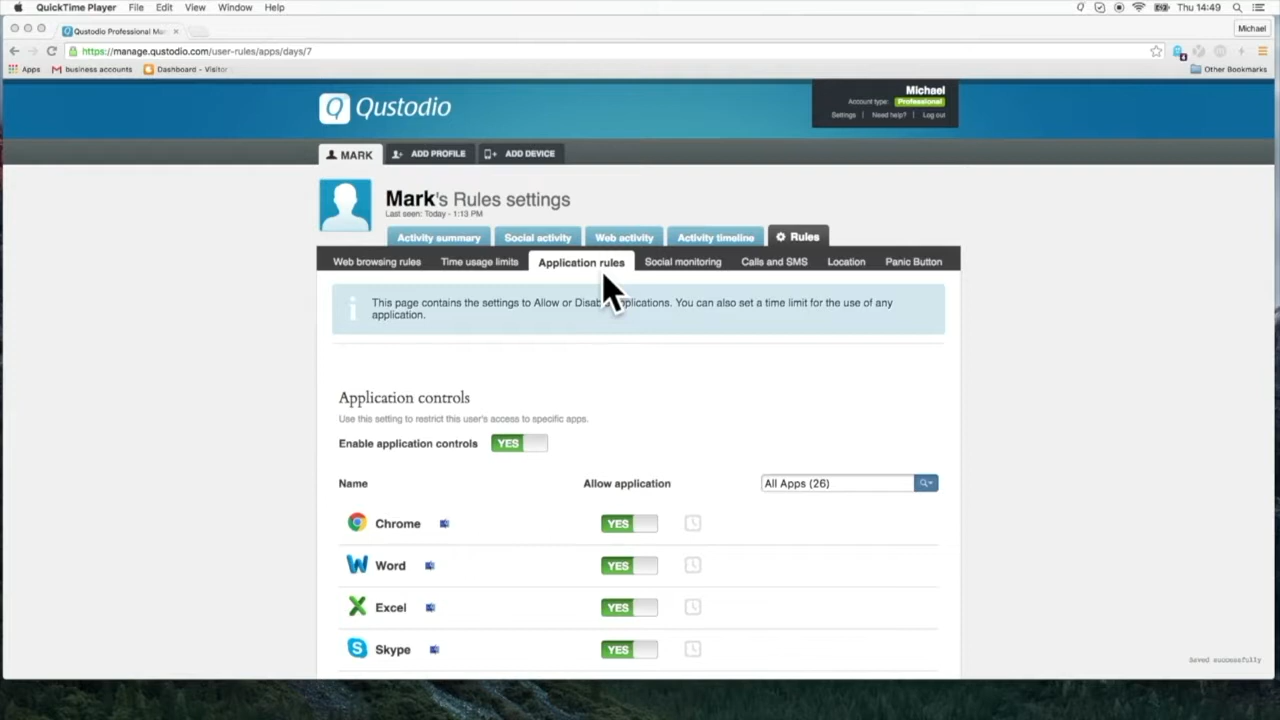 QuickTime Player File Edit View Window Help Thu 14:49
Qustodio Professional Man Michael
https://manage.qustodio.com/user-rules/apps/days/7
Apps business accounts Dashboard - Visitor Other Bookmarks
Qustodio
Michael
Account type: Professional
Settings | Need help? | Log out
MARK ADD PROFILE ADD DEVICE
Mark's Rules settings
Last seen: Today - 1:13 PM
Activity summary Social activity Web activity Activity timeline Rules
Web browsing rules Time usage limits Application rules Social monitoring Calls and SMS Location Panic Button
This page contains the settings to Allow or Disab plications. You can also set a time limit for the use of any
application.
Application controls
Use this setting to restrict this user's access to specific apps.
Enable application controls YES
Name Allow application All Apps (26)
Chrome YES
Word YES
Excel YES
Skype YES
Saved successfully